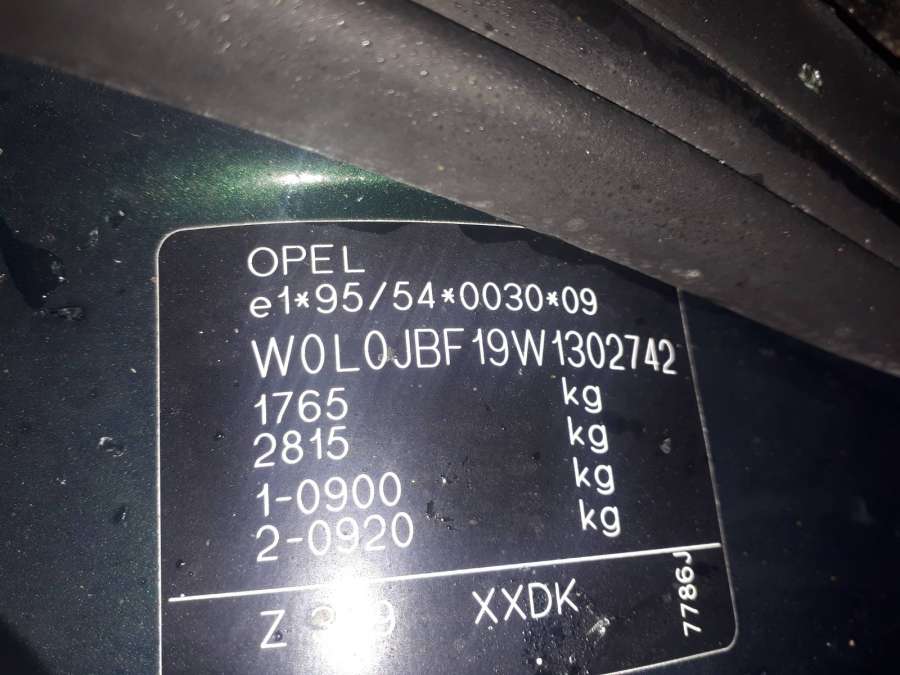 OPEL
e1*95/54*0030*09
W0L0JBF19W1302742
1765 kg
2815 kg
1-0900 kg
2-0920 kg
Z XXDK
7786J